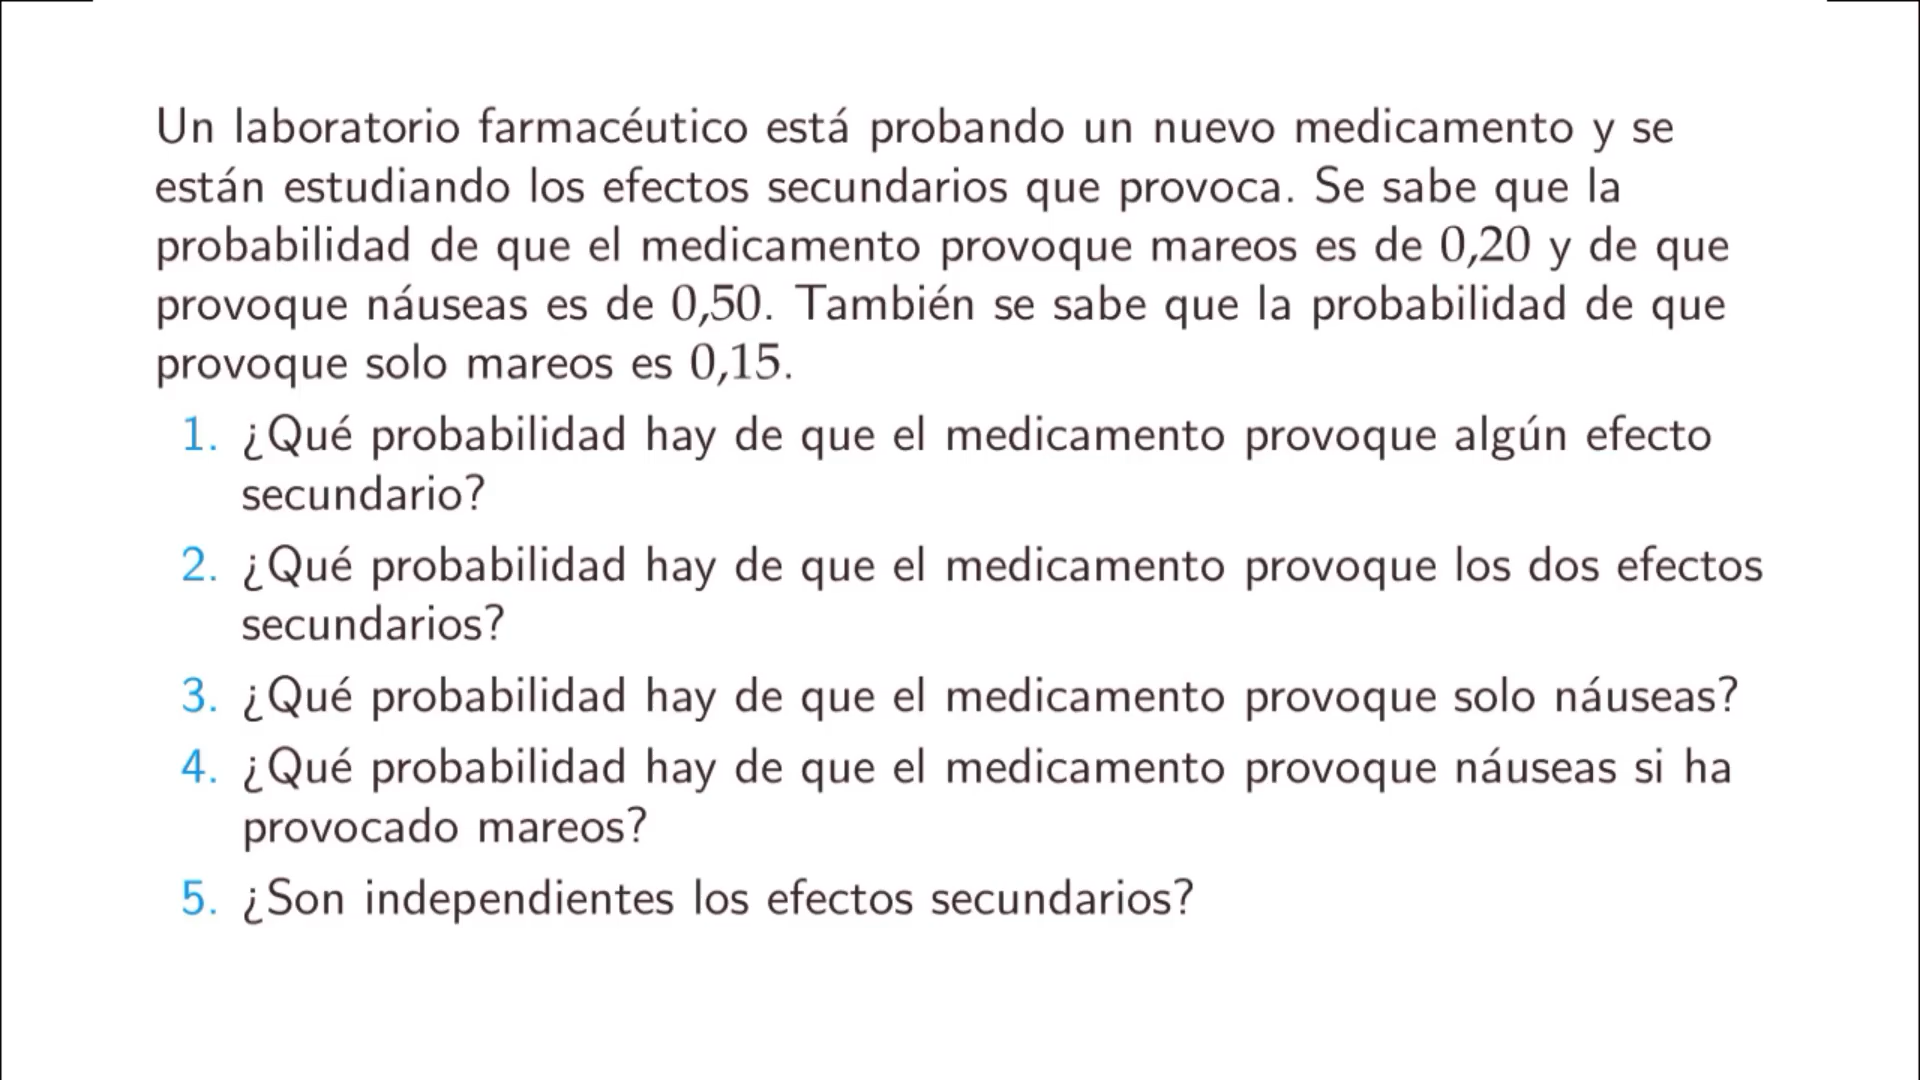 Un laboratorio farmacéutico está probando un nuevo medicamento y se
están estudiando los efectos secundarios que provoca. Se sabe que la
probabilidad de que el medicamento provoque mareos es de 0,20 y de que
provoque náuseas es de 0,50. También se sabe que la probabilidad de que
provoque solo mareos es 0,15.
1. ¿Qué probabilidad hay de que el medicamento provoque algún efecto
secundario?
2. ¿Qué probabilidad hay de que el medicamento provoque los dos efectos
secundarios?
3. ¿Qué probabilidad hay de que el medicamento provoque solo náuseas?
4. ¿Qué probabilidad hay de que el medicamento provoque náuseas si ha
provocado mareos?
5. ¿Son independientes los efectos secundarios?